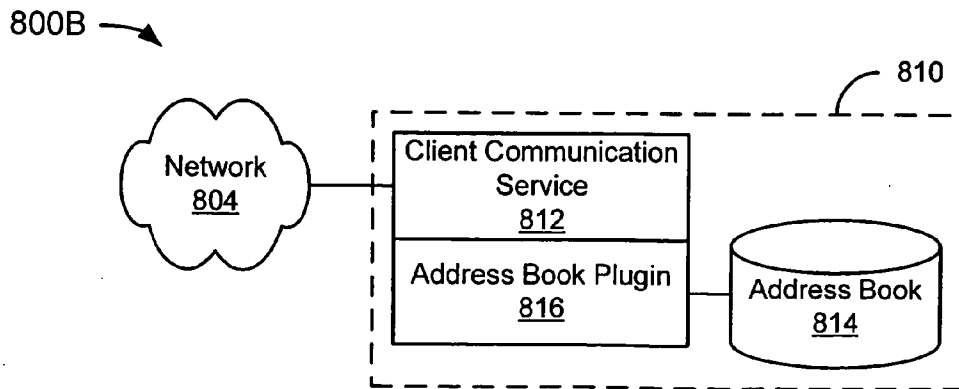 800B
810
Network
804
Client Communication
Service
812
Address Book Plugin
816
Address Book
814